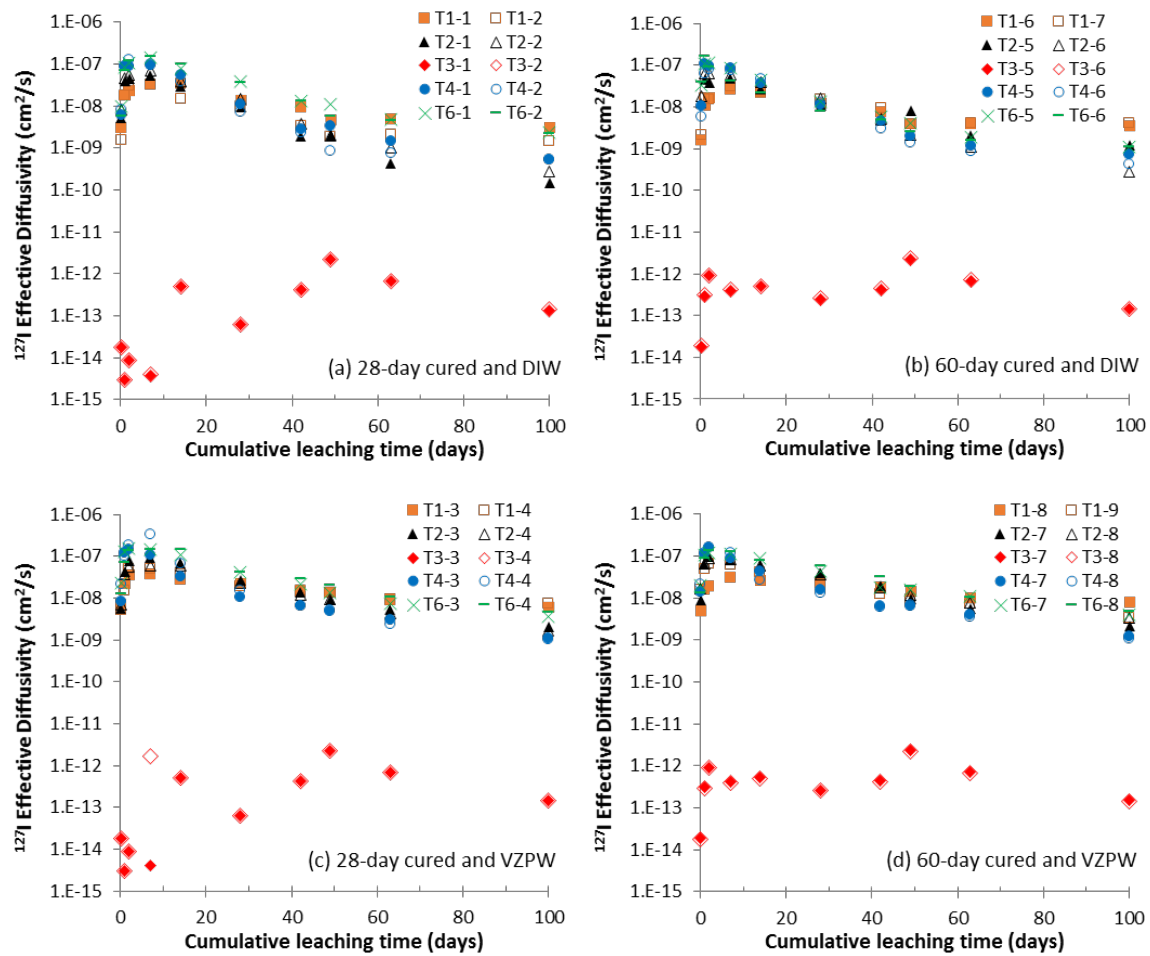 ¹²⁷I Effective Diffusivity (cm²/s)
1.E-06
1.E-07
1.E-08
1.E-09
1.E-10
1.E-11
1.E-12
1.E-13
1.E-14
1.E-15
T1-1 T1-2
T2-1 T2-2
T3-1 T3-2
T4-1 T4-2
T6-1 T6-2
(a) 28-day cured and DIW
0 20 40 60 80 100
Cumulative leaching time (days)
¹²⁷I Effective Diffusivity (cm²/s)
1.E-06
1.E-07
1.E-08
1.E-09
1.E-10
1.E-11
1.E-12
1.E-13
1.E-14
1.E-15
T1-6 T1-7
T2-5 T2-6
T3-5 T3-6
T4-5 T4-6
T6-5 T6-6
(b) 60-day cured and DIW
0 20 40 60 80 100
Cumulative leaching time (days)
¹²⁷I Effective Diffusivity (cm²/s)
1.E-06
1.E-07
1.E-08
1.E-09
1.E-10
1.E-11
1.E-12
1.E-13
1.E-14
1.E-15
T1-3 T1-4
T2-3 T2-4
T3-3 T3-4
T4-3 T4-4
T6-3 T6-4
(c) 28-day cured and VZPW
0 20 40 60 80 100
Cumulative leaching time (days)
¹²⁷I Effective Diffusivity (cm²/s)
1.E-06
1.E-07
1.E-08
1.E-09
1.E-10
1.E-11
1.E-12
1.E-13
1.E-14
1.E-15
T1-8 T1-9
T2-7 T2-8
T3-7 T3-8
T4-7 T4-8
T6-7 T6-8
(d) 60-day cured and VZPW
0 20 40 60 80 100
Cumulative leaching time (days)